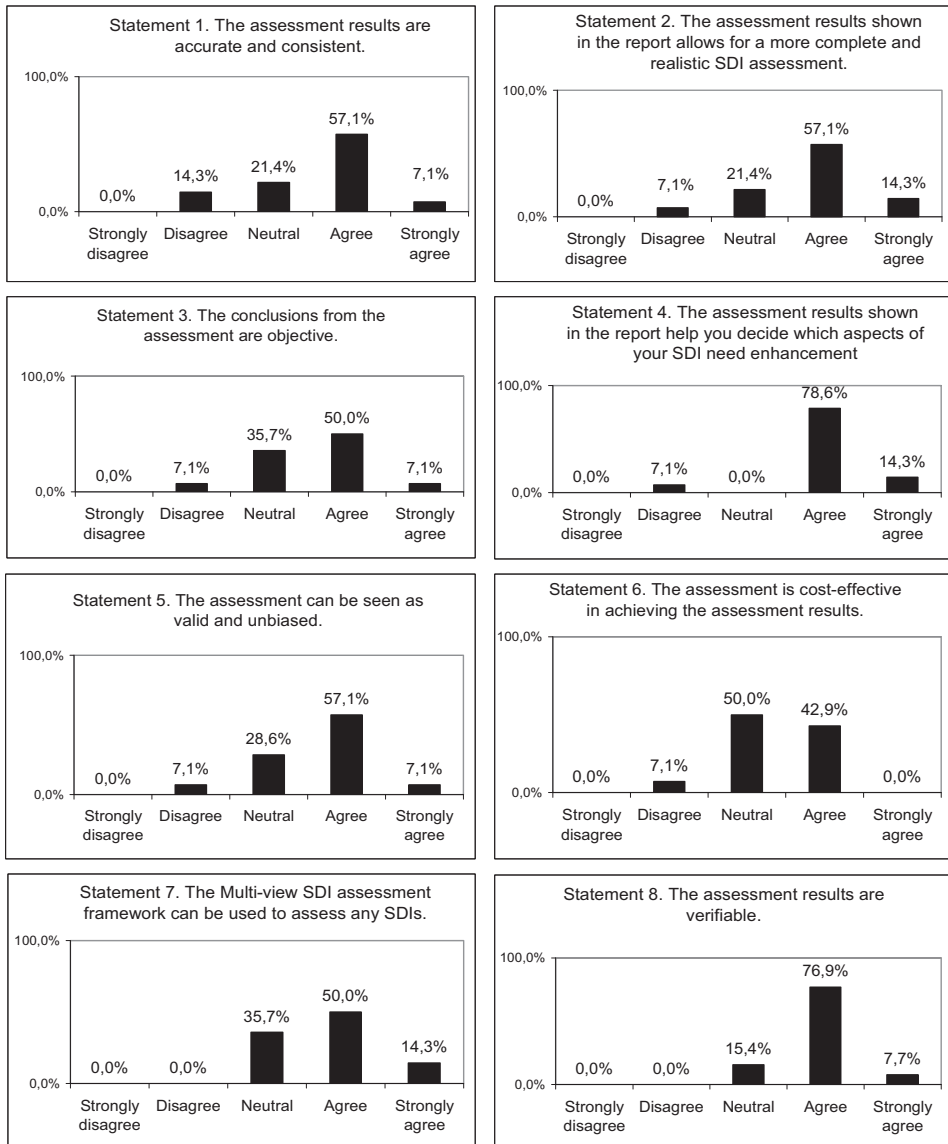 Statement 1. The assessment results are
accurate and consistent.
100,0%
57,1%
21,4%
14,3%
7,1%
0,0%
0,0%
Strongly Disagree Neutral Agree Strongly
disagree agree
Statement 2. The assessment results shown
in the report allows for a more complete and
realistic SDI assessment.
100,0%
57,1%
21,4%
14,3%
7,1%
0,0%
0,0%
Strongly Disagree Neutral Agree Strongly
disagree agree
Statement 3. The conclusions from the
assessment are objective.
100,0%
50,0%
35,7%
0,0% 7,1% 7,1%
0,0%
Strongly Disagree Neutral Agree Strongly
disagree agree
Statement 4. The assessment results shown
in the report help you decide which aspects of
your SDI need enhancement
100,0%
78,6%
14,3%
0,0% 7,1% 0,0%
0,0%
Strongly Disagree Neutral Agree Strongly
disagree agree
Statement 5. The assessment can be seen as
valid and unbiased.
100,0%
57,1%
28,6%
0,0% 7,1% 7,1%
0,0%
Strongly Disagree Neutral Agree Strongly
disagree agree
Statement 6. The assessment is cost-effective
in achieving the assessment results.
100,0%
50,0% 42,9%
0,0% 7,1% 0,0%
0,0%
Strongly Disagree Neutral Agree Strongly
disagree agree
Statement 7. The Multi-view SDI assessment
framework can be used to assess any SDIs.
100,0%
50,0%
35,7%
14,3%
0,0% 0,0%
0,0%
Strongly Disagree Neutral Agree Strongly
disagree agree
Statement 8. The assessment results are
verifiable.
100,0%
76,9%
15,4%
0,0% 0,0% 7,7%
0,0%
Strongly Disagree Neutral Agree Strongly
disagree agree